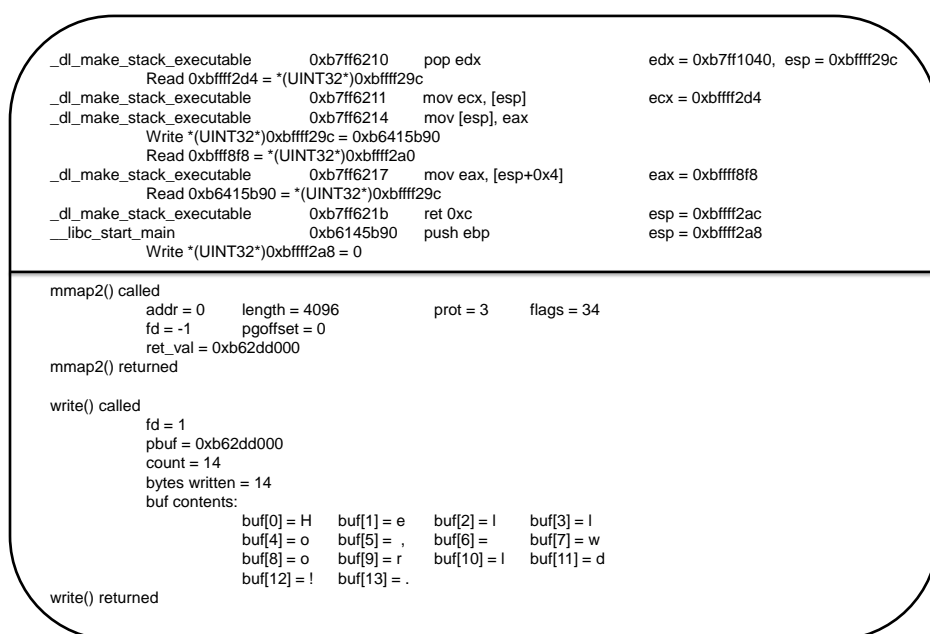 _dl_make_stack_executable 0xb7ff6210 pop edx edx = 0xb7ff1040, esp = 0xbffff29c
Read 0xbffff2d4 = *(UINT32*)0xbffff29c
_dl_make_stack_executable 0xb7ff6211 mov ecx, [esp] ecx = 0xbffff2d4
_dl_make_stack_executable 0xb7ff6214 mov [esp], eax
Write *(UINT32*)0xbffff29c = 0xb6415b90
Read 0xbfff8f8 = *(UINT32*)0xbffff2a0
_dl_make_stack_executable 0xb7ff6217 mov eax, [esp+0x4] eax = 0xbffff8f8
Read 0xb6415b90 = *(UINT32*)0xbffff29c
_dl_make_stack_executable 0xb7ff621b ret 0xc esp = 0xbffff2ac
__libc_start_main 0xb6145b90 push ebp esp = 0xbffff2a8
Write *(UINT32*)0xbffff2a8 = 0
mmap2() called
addr = 0 length = 4096 prot = 3 flags = 34
fd = -1 pgoffset = 0
ret_val = 0xb62dd000
mmap2() returned
write() called
fd = 1
pbuf = 0xb62dd000
count = 14
bytes written = 14
buf contents:
buf[0] = H buf[1] = e buf[2] = l buf[3] = l
buf[4] = o buf[5] = , buf[6] = buf[7] = w
buf[8] = o buf[9] = r buf[10] = l buf[11] = d
buf[12] = ! buf[13] = .
write() returned